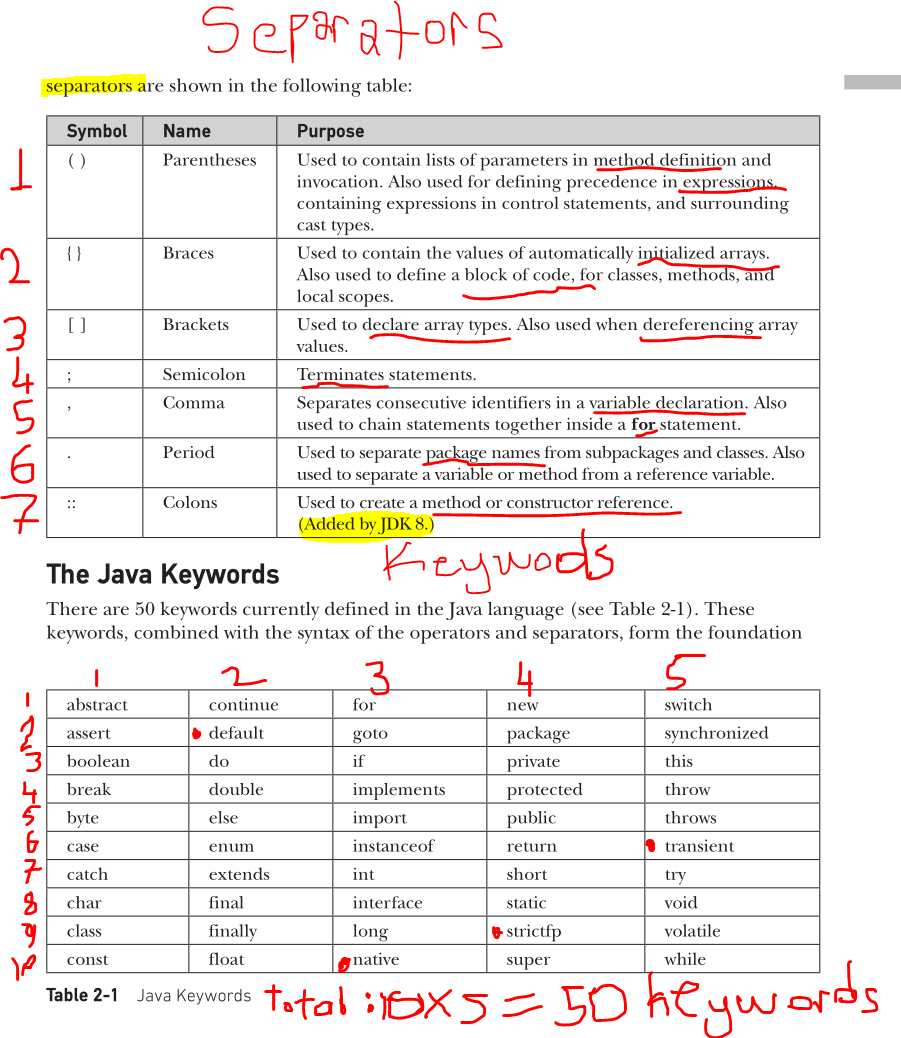 Separators
separators are shown in the following table:
Symbol Name Purpose
1 ( ) Parentheses Used to contain lists of parameters in method definition and
invocation. Also used for defining precedence in expressions,
containing expressions in control statements, and surrounding
cast types.
2 { } Braces Used to contain the values of automatically initialized arrays.
Also used to define a block of code, for classes, methods, and
local scopes.
3 [ ] Brackets Used to declare array types. Also used when dereferencing array
values.
4 ; Semicolon Terminates statements.
5 , Comma Separates consecutive identifiers in a variable declaration. Also
used to chain statements together inside a for statement.
6 . Period Used to separate package names from subpackages and classes. Also
used to separate a variable or method from a reference variable.
7 :: Colons Used to create a method or constructor reference.
(Added by JDK 8.)
Keywods
The Java Keywords
There are 50 keywords currently defined in the Java language (see Table 2-1). These
keywords, combined with the syntax of the operators and separators, form the foundation
1 2 3 4 5
1 abstract continue for new switch
2 assert default goto package synchronized
3 boolean do if private this
4 break double implements protected throw
5 byte else import public throws
6 case enum instanceof return transient
7 catch extends int short try
8 char final interface static void
9 class finally long strictfp volatile
10 const float native super while
Table 2-1 Java Keywords total: 10x5 = 50 keywords